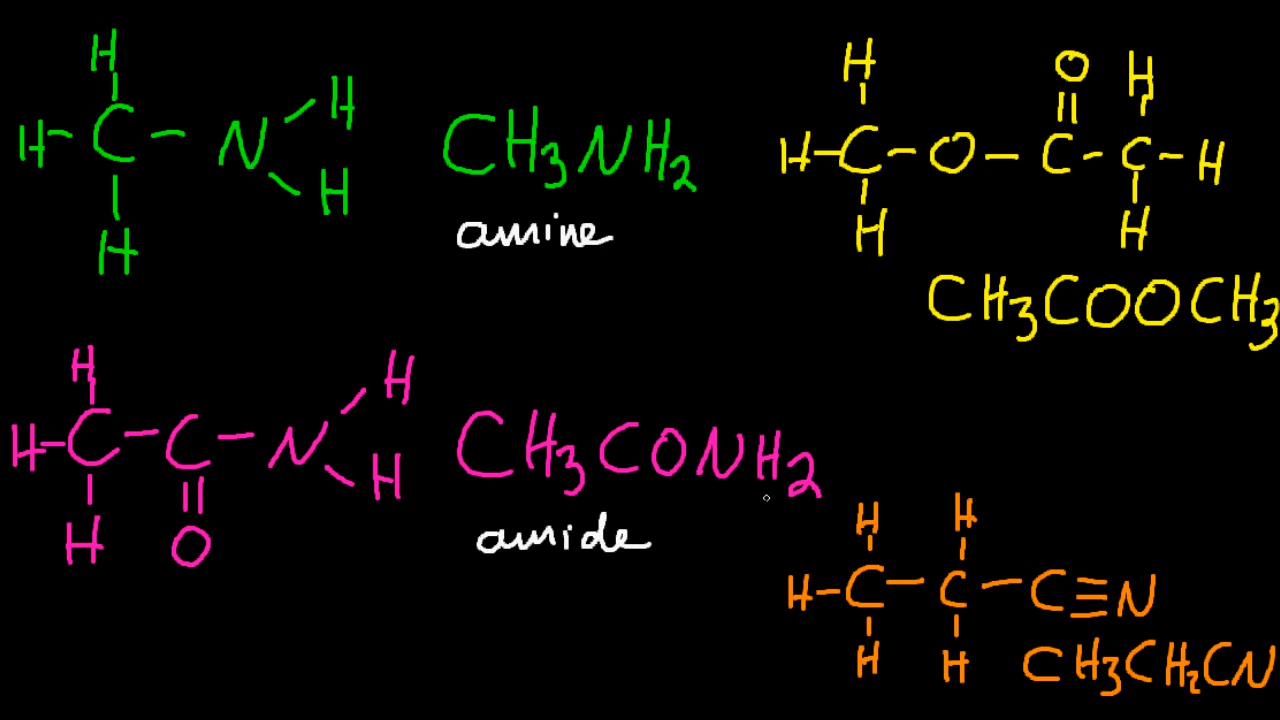 H
H-C-N-H
H
H
CH3NH2
amine
H O H
H-C-O-C-C-H
H H
CH3COOCH3
H H
H-C-C-N
H
H O
CH3CONH2
amide
H H
H-C-C-C≡N
H H
CH3CH2CN